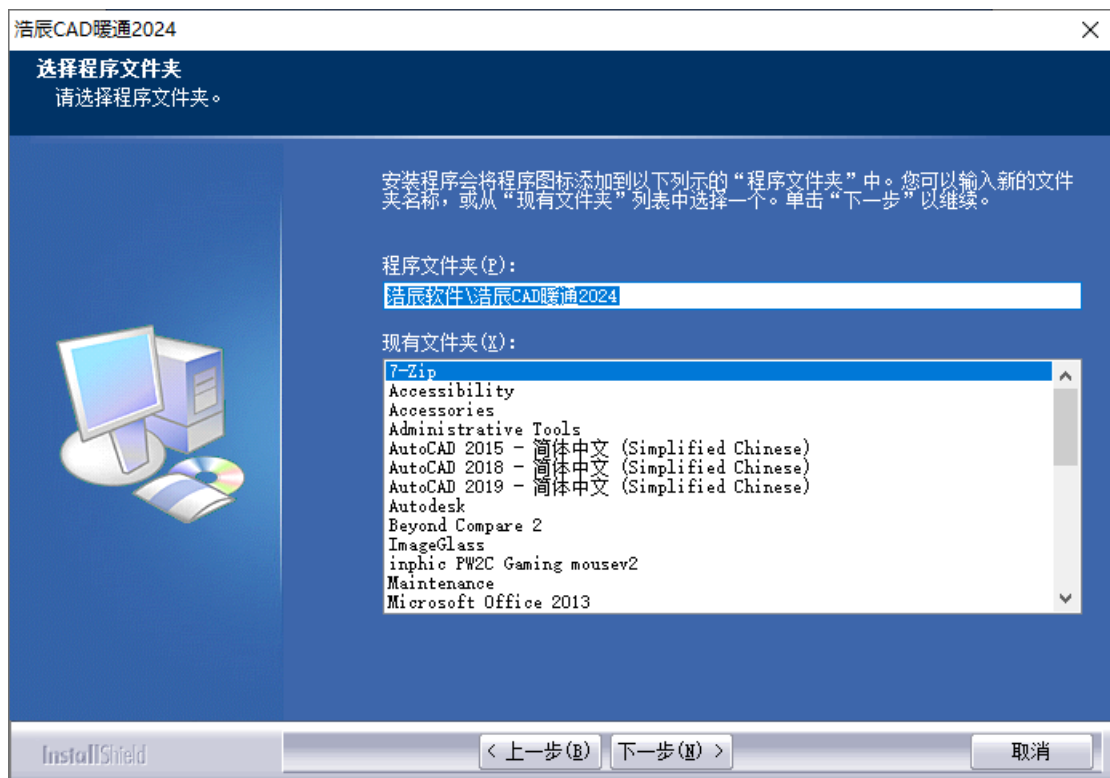 浩辰CAD暖通2024
选择程序文件夹
请选择程序文件夹。
安装程序会将程序图标添加到以下列示的“程序文件夹”中。您可以输入新的文件
夹名称，或从“现有文件夹”列表中选择一个。单击“下一步”以继续。
程序文件夹(P)：
浩辰软件\浩辰CAD暖通2024
现有文件夹(X)：
7-Zip
Accessibility
Accessories
Administrative Tools
AutoCAD 2015 - 简体中文 (Simplified Chinese)
AutoCAD 2018 - 简体中文 (Simplified Chinese)
AutoCAD 2019 - 简体中文 (Simplified Chinese)
Autodesk
Beyond Compare 2
ImageGlass
inphic PW2C Gaming mousev2
Maintenance
Microsoft Office 2013
InstallShield
< 上一步(B) 下一步(N) > 取消